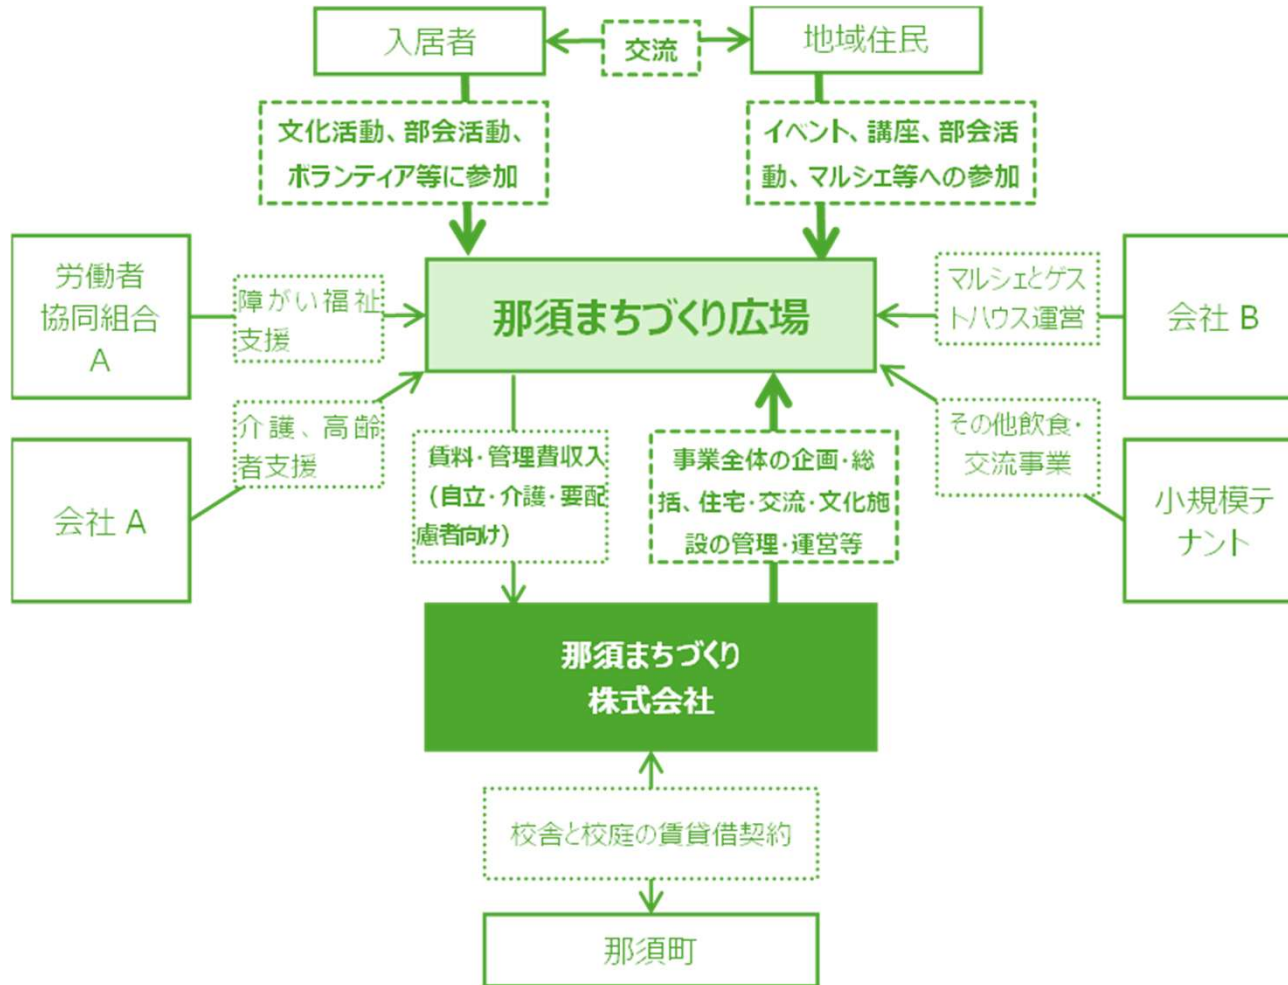 入居者
交流
地域住民
文化活動、部会活動、
ボランティア等に参加
イベント、講座、部会活
動、マルシェ等への参加
労働者
協同組合
A
障がい福祉
支援
那須まちづくり広場
マルシェとゲス
トハウス運営
会社 B
会社 A
介護、高齢
者支援
賃料・管理費収入
(自立・介護・要配
慮者向け)
事業全体の企画・総
括、住宅・交流・文化施
設の管理・運営等
その他飲食・
交流事業
小規模テ
ナント
那須まちづくり
株式会社
校舎と校庭の賃貸借契約
那須町